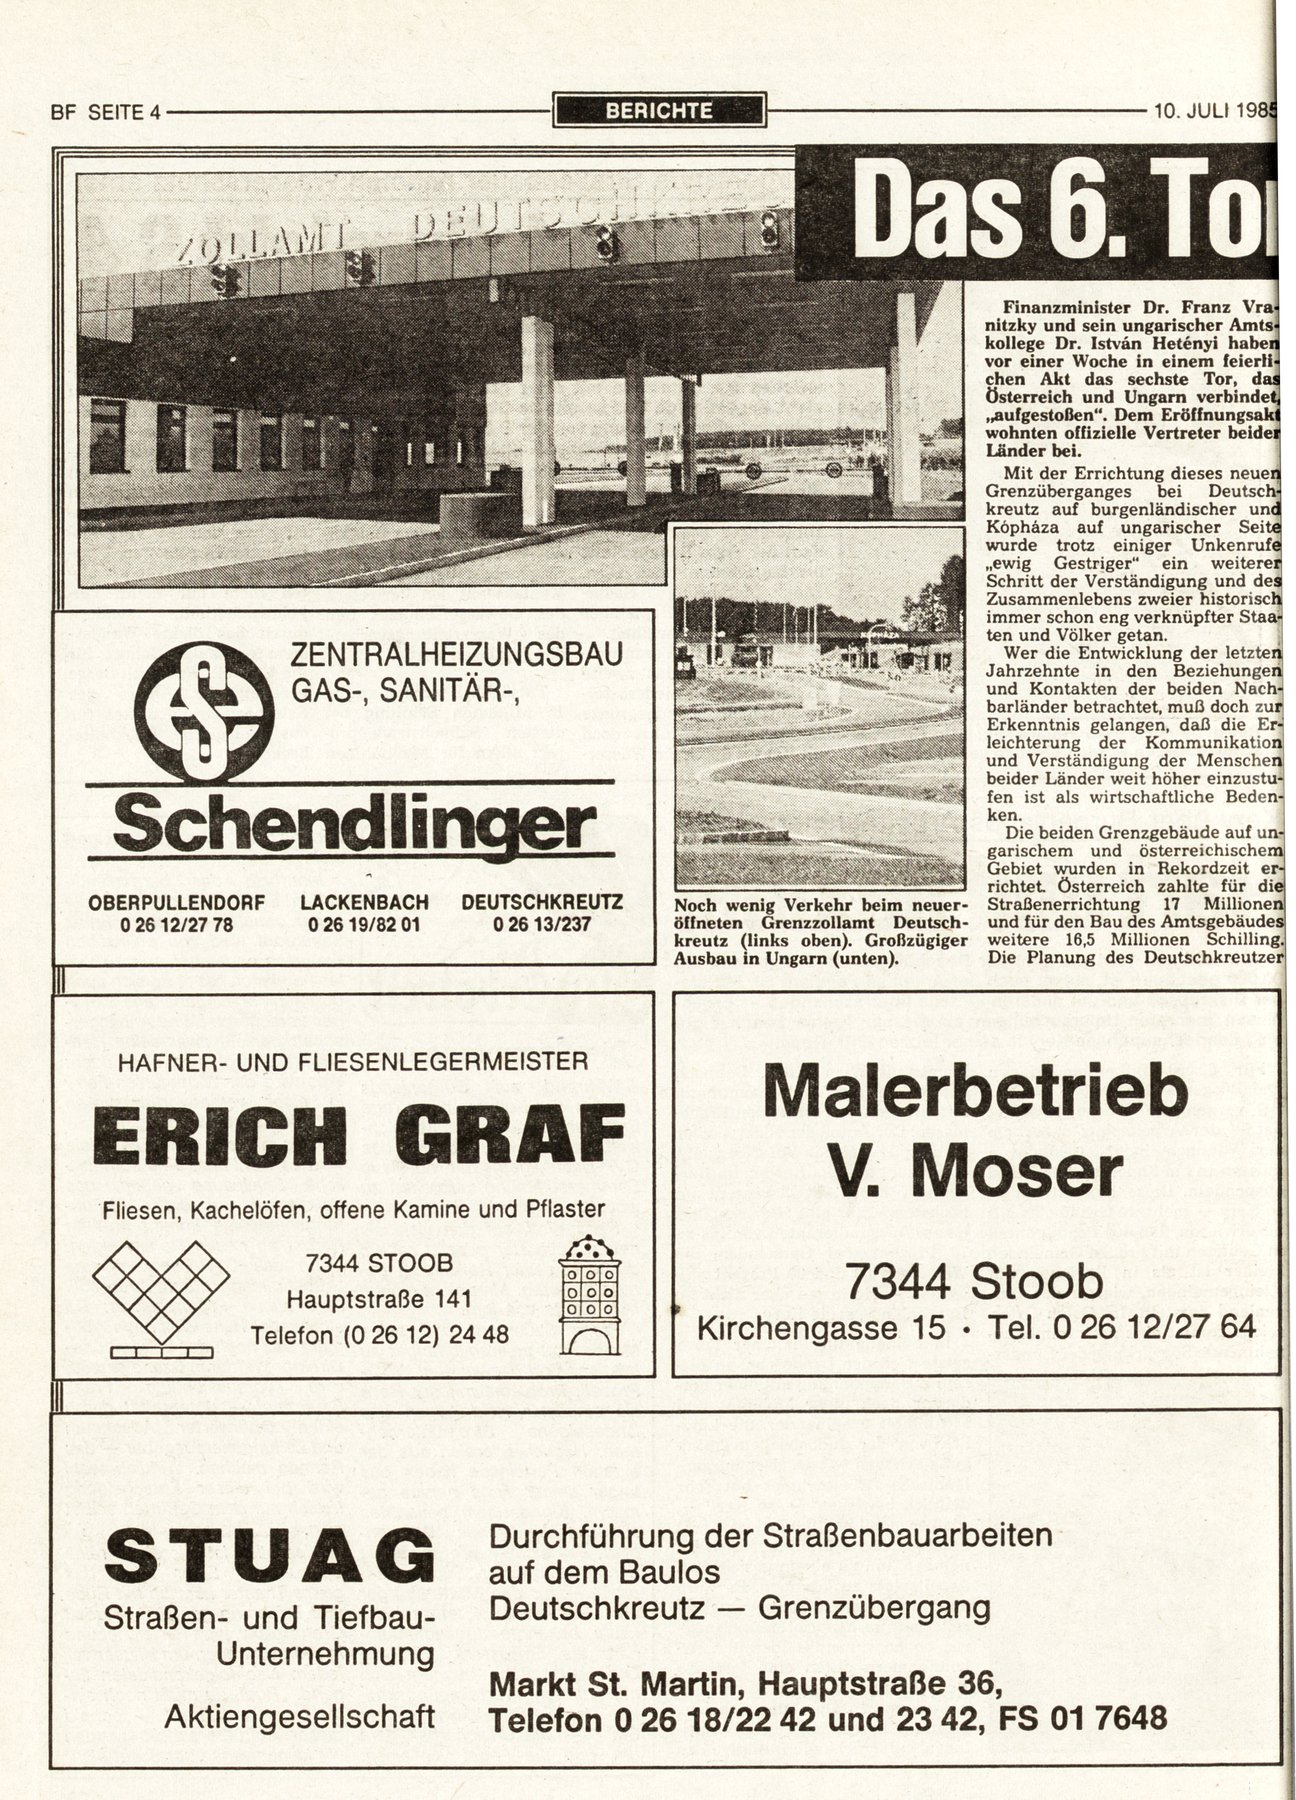 BF SEITE 4
BERICHTE
10. JULI 1985
ZOLLAMT DEUTSCHKREU
Das 6. Tor
Finanzminister Dr. Franz Vra-
nitzky und sein ungarischer Amts-
kollege Dr. István Hetényi haben
vor einer Woche in einem feierli-
chen Akt das sechste Tor, das
Österreich und Ungarn verbindet,
„aufgestoßen“. Dem Eröffnungsakt
wohnten offizielle Vertreter beider
Länder bei.
Mit der Errichtung dieses neuen
Grenzüberganges bei Deutsch-
kreutz auf burgenländischer und
Kópháza auf ungarischer Seite
wurde trotz einiger Unkenrufe
„ewig Gestriger“ ein weiterer
Schritt der Verständigung und des
Zusammenlebens zweier historisch
immer schon eng verknüpfter Staa-
ten und Völker getan.
Wer die Entwicklung der letzten
Jahrzehnte in den Beziehungen
und Kontakten der beiden Nach-
barländer betrachtet, muß doch zur
Erkenntnis gelangen, daß die Er-
leichterung der Kommunikation
und Verständigung der Menschen
beider Länder weit höher einzustu-
fen ist als wirtschaftliche Beden-
ken.
Die beiden Grenzgebäude auf un-
garischem und österreichischem
Gebiet wurden in Rekordzeit er-
richtet. Österreich zahlte für die
Straßenerrichtung 17 Millionen
und für den Bau des Amtsgebäudes
weitere 16,5 Millionen Schilling.
Die Planung des Deutschkreutzer
Noch wenig Verkehr beim neuer-
öffneten Grenzzollamt Deutsch-
kreutz (links oben). Großzügiger
Ausbau in Ungarn (unten).
ZENTRALHEIZUNGSBAU
GAS-, SANITÄR-,
Schendlinger
OBERPULLENDORF LACKENBACH DEUTSCHKREUTZ
0 26 12/27 78 0 26 19/82 01 0 26 13/237
HAFNER- UND FLIESENLEGERMEISTER
ERICH GRAF
Fliesen, Kachelöfen, offene Kamine und Pflaster
7344 STOOB
Hauptstraße 141
Telefon (0 26 12) 24 48
Malerbetrieb
V. Moser
7344 Stoob
Kirchengasse 15 · Tel. 0 26 12/27 64
STUAG
Straßen- und Tiefbau-
Unternehmung
Aktiengesellschaft
Durchführung der Straßenbauarbeiten
auf dem Baulos
Deutschkreutz — Grenzübergang
Markt St. Martin, Hauptstraße 36,
Telefon 0 26 18/22 42 und 23 42, FS 01 7648